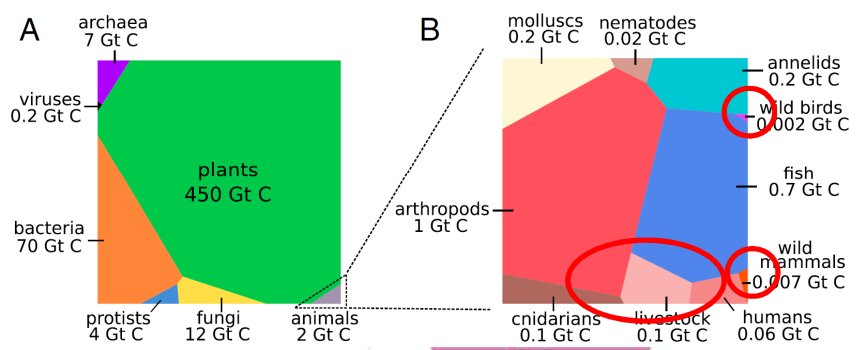 A
archaea
7 Gt C
viruses
0.2 Gt C
plants
450 Gt C
bacteria
70 Gt C
protists
4 Gt C
fungi
12 Gt C
animals
2 Gt C
B
molluscs
0.2 Gt C
nematodes
0.02 Gt C
annelids
0.2 Gt C
wild birds
0.002 Gt C
fish
0.7 Gt C
arthropods
1 Gt C
wild
mammals
0.007 Gt C
cnidarians
0.1 Gt C
livestock
0.1 Gt C
humans
0.06 Gt C